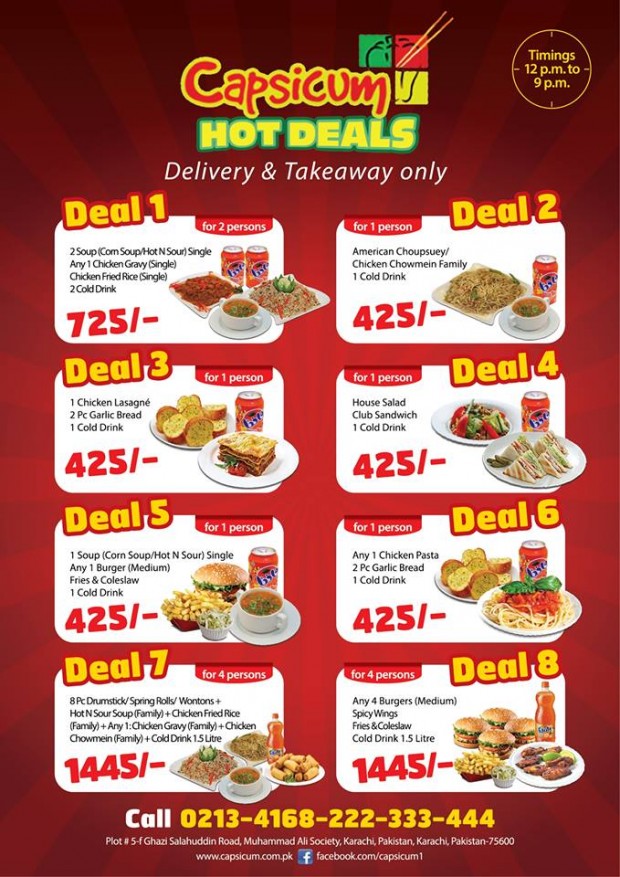 Capsicum
HOT DEALS
Delivery & Takeaway only
Timings
12 p.m. to
9 p.m.
Deal 1
for 2 persons
2 Soup (Corn Soup/Hot N Sour) Single
Any 1 Chicken Gravy (Single)
Chicken Fried Rice (Single)
2 Cold Drink
725/-
Deal 2
for 1 person
American Choupsuey/
Chicken Chowmein Family
1 Cold Drink
425/-
Deal 3
for 1 person
1 Chicken Lasagné
2 Pc Garlic Bread
1 Cold Drink
425/-
Deal 4
for 1 person
House Salad
Club Sandwich
1 Cold Drink
425/-
Deal 5
for 1 person
1 Soup (Corn Soup/Hot N Sour) Single
Any 1 Burger (Medium)
Fries & Coleslaw
1 Cold Drink
425/-
Deal 6
for 1 person
Any 1 Chicken Pasta
2 Pc Garlic Bread
1 Cold Drink
425/-
Deal 7
for 4 persons
8 Pc Drumstick/ Spring Rolls/ Wontons +
Hot N Sour Soup (Family) + Chicken Fried Rice
(Family) + Any 1: Chicken Gravy (Family) + Chicken
Chowmein (Family) + Cold Drink 1.5 Litre
1445/-
Deal 8
for 4 persons
Any 4 Burgers (Medium)
Spicy Wings
Fries & Coleslaw
Cold Drink 1.5 Litre
1445/-
Call 0213-4168-222-333-444
Plot # 5-f Ghazi Salahuddin Road, Muhammad Ali Society, Karachi, Pakistan, Karachi, Pakistan-75600
www.capsicum.com.pk facebook.com/capsicum1